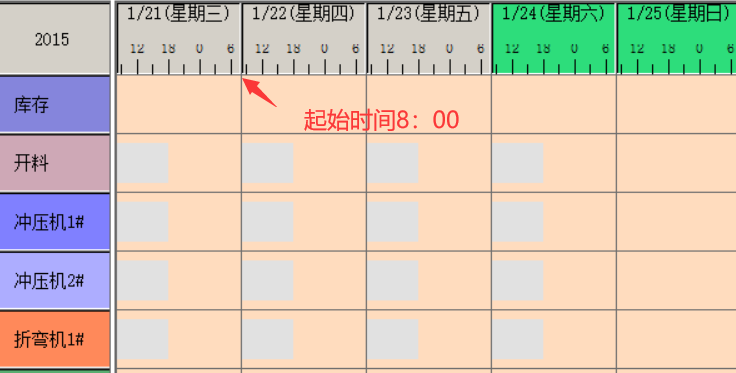 2015
1/21(星期三) 1/22(星期四) 1/23(星期五) 1/24(星期六) 1/25(星期日)
12 18 0 6 12 18 0 6 12 18 0 6 12 18 0 6 12 18 0 6
库存
起始时间8：00
开料
冲压机1#
冲压机2#
折弯机1#